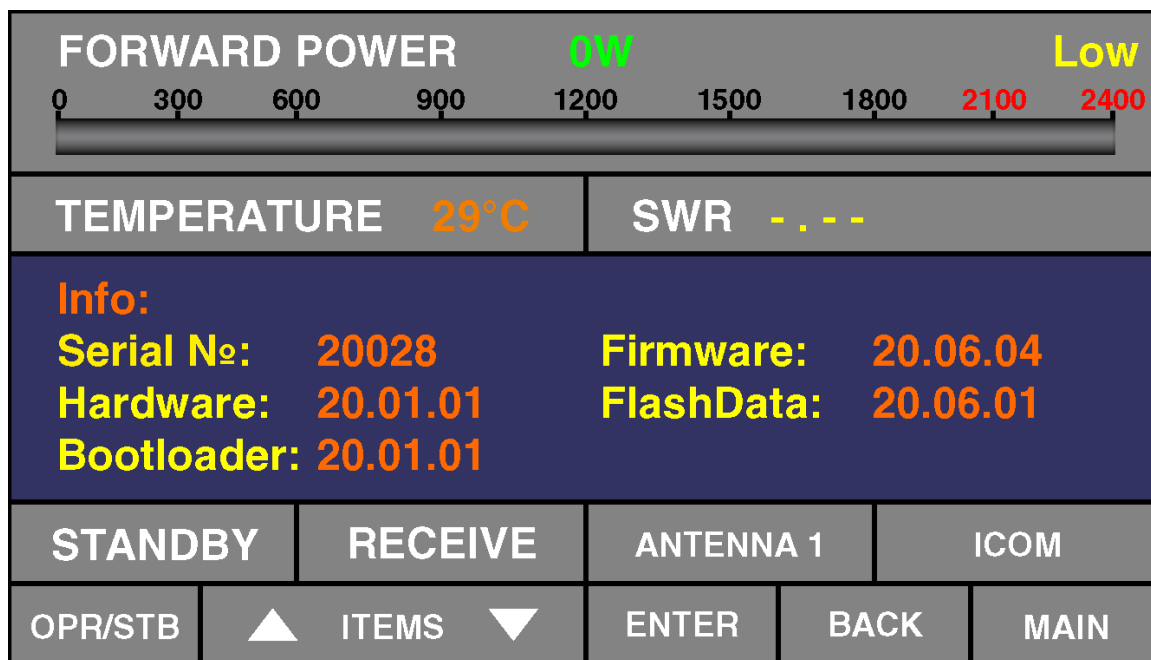 FORWARD POWER 0W Low
0 300 600 900 1200 1500 1800 2100 2400
TEMPERATURE 29°C SWR -.--
Info:
Serial №: 20028 Firmware: 20.06.04
Hardware: 20.01.01 FlashData: 20.06.01
Bootloader: 20.01.01
STANDBY RECEIVE ANTENNA 1 ICOM
OPR/STB ITEMS ENTER BACK MAIN